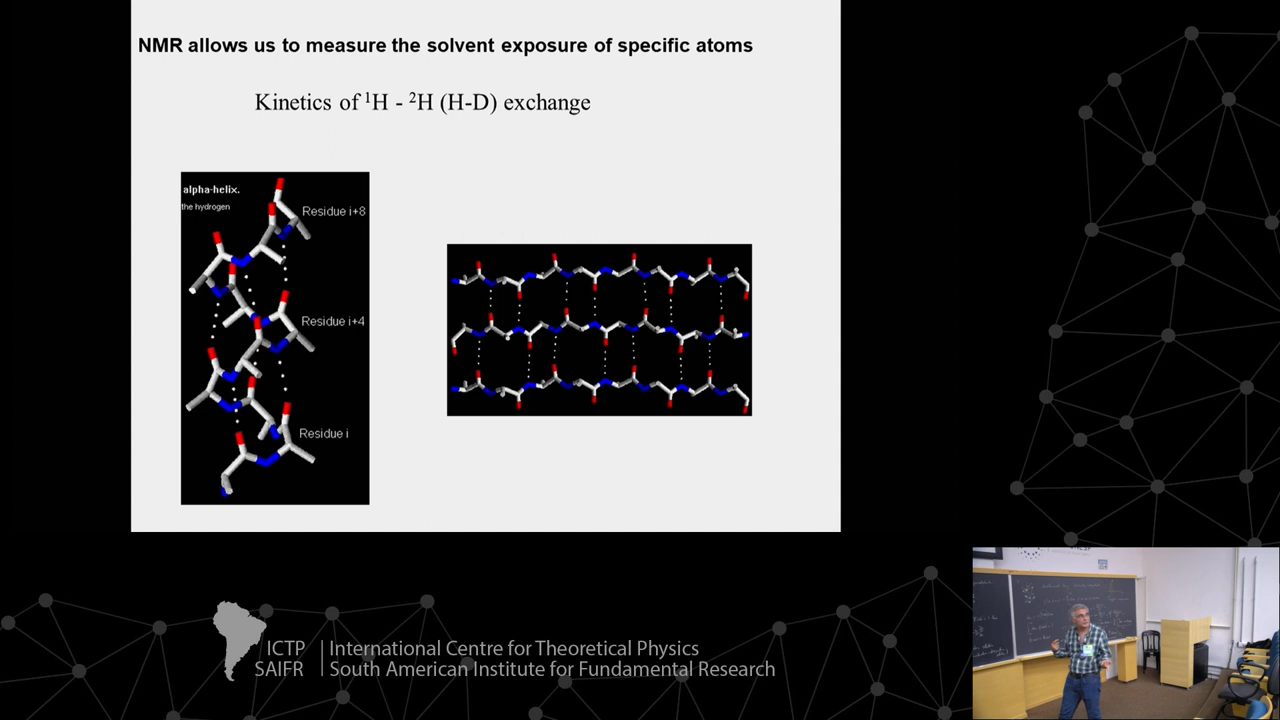 NMR allows us to measure the solvent exposure of specific atoms
Kinetics of ¹H - ²H (H-D) exchange
alpha-helix.
the hydrogen
Residue i+8
Residue i+4
Residue i
ICTP
SAIFR
International Centre for Theoretical Physics
South American Institute for Fundamental Research